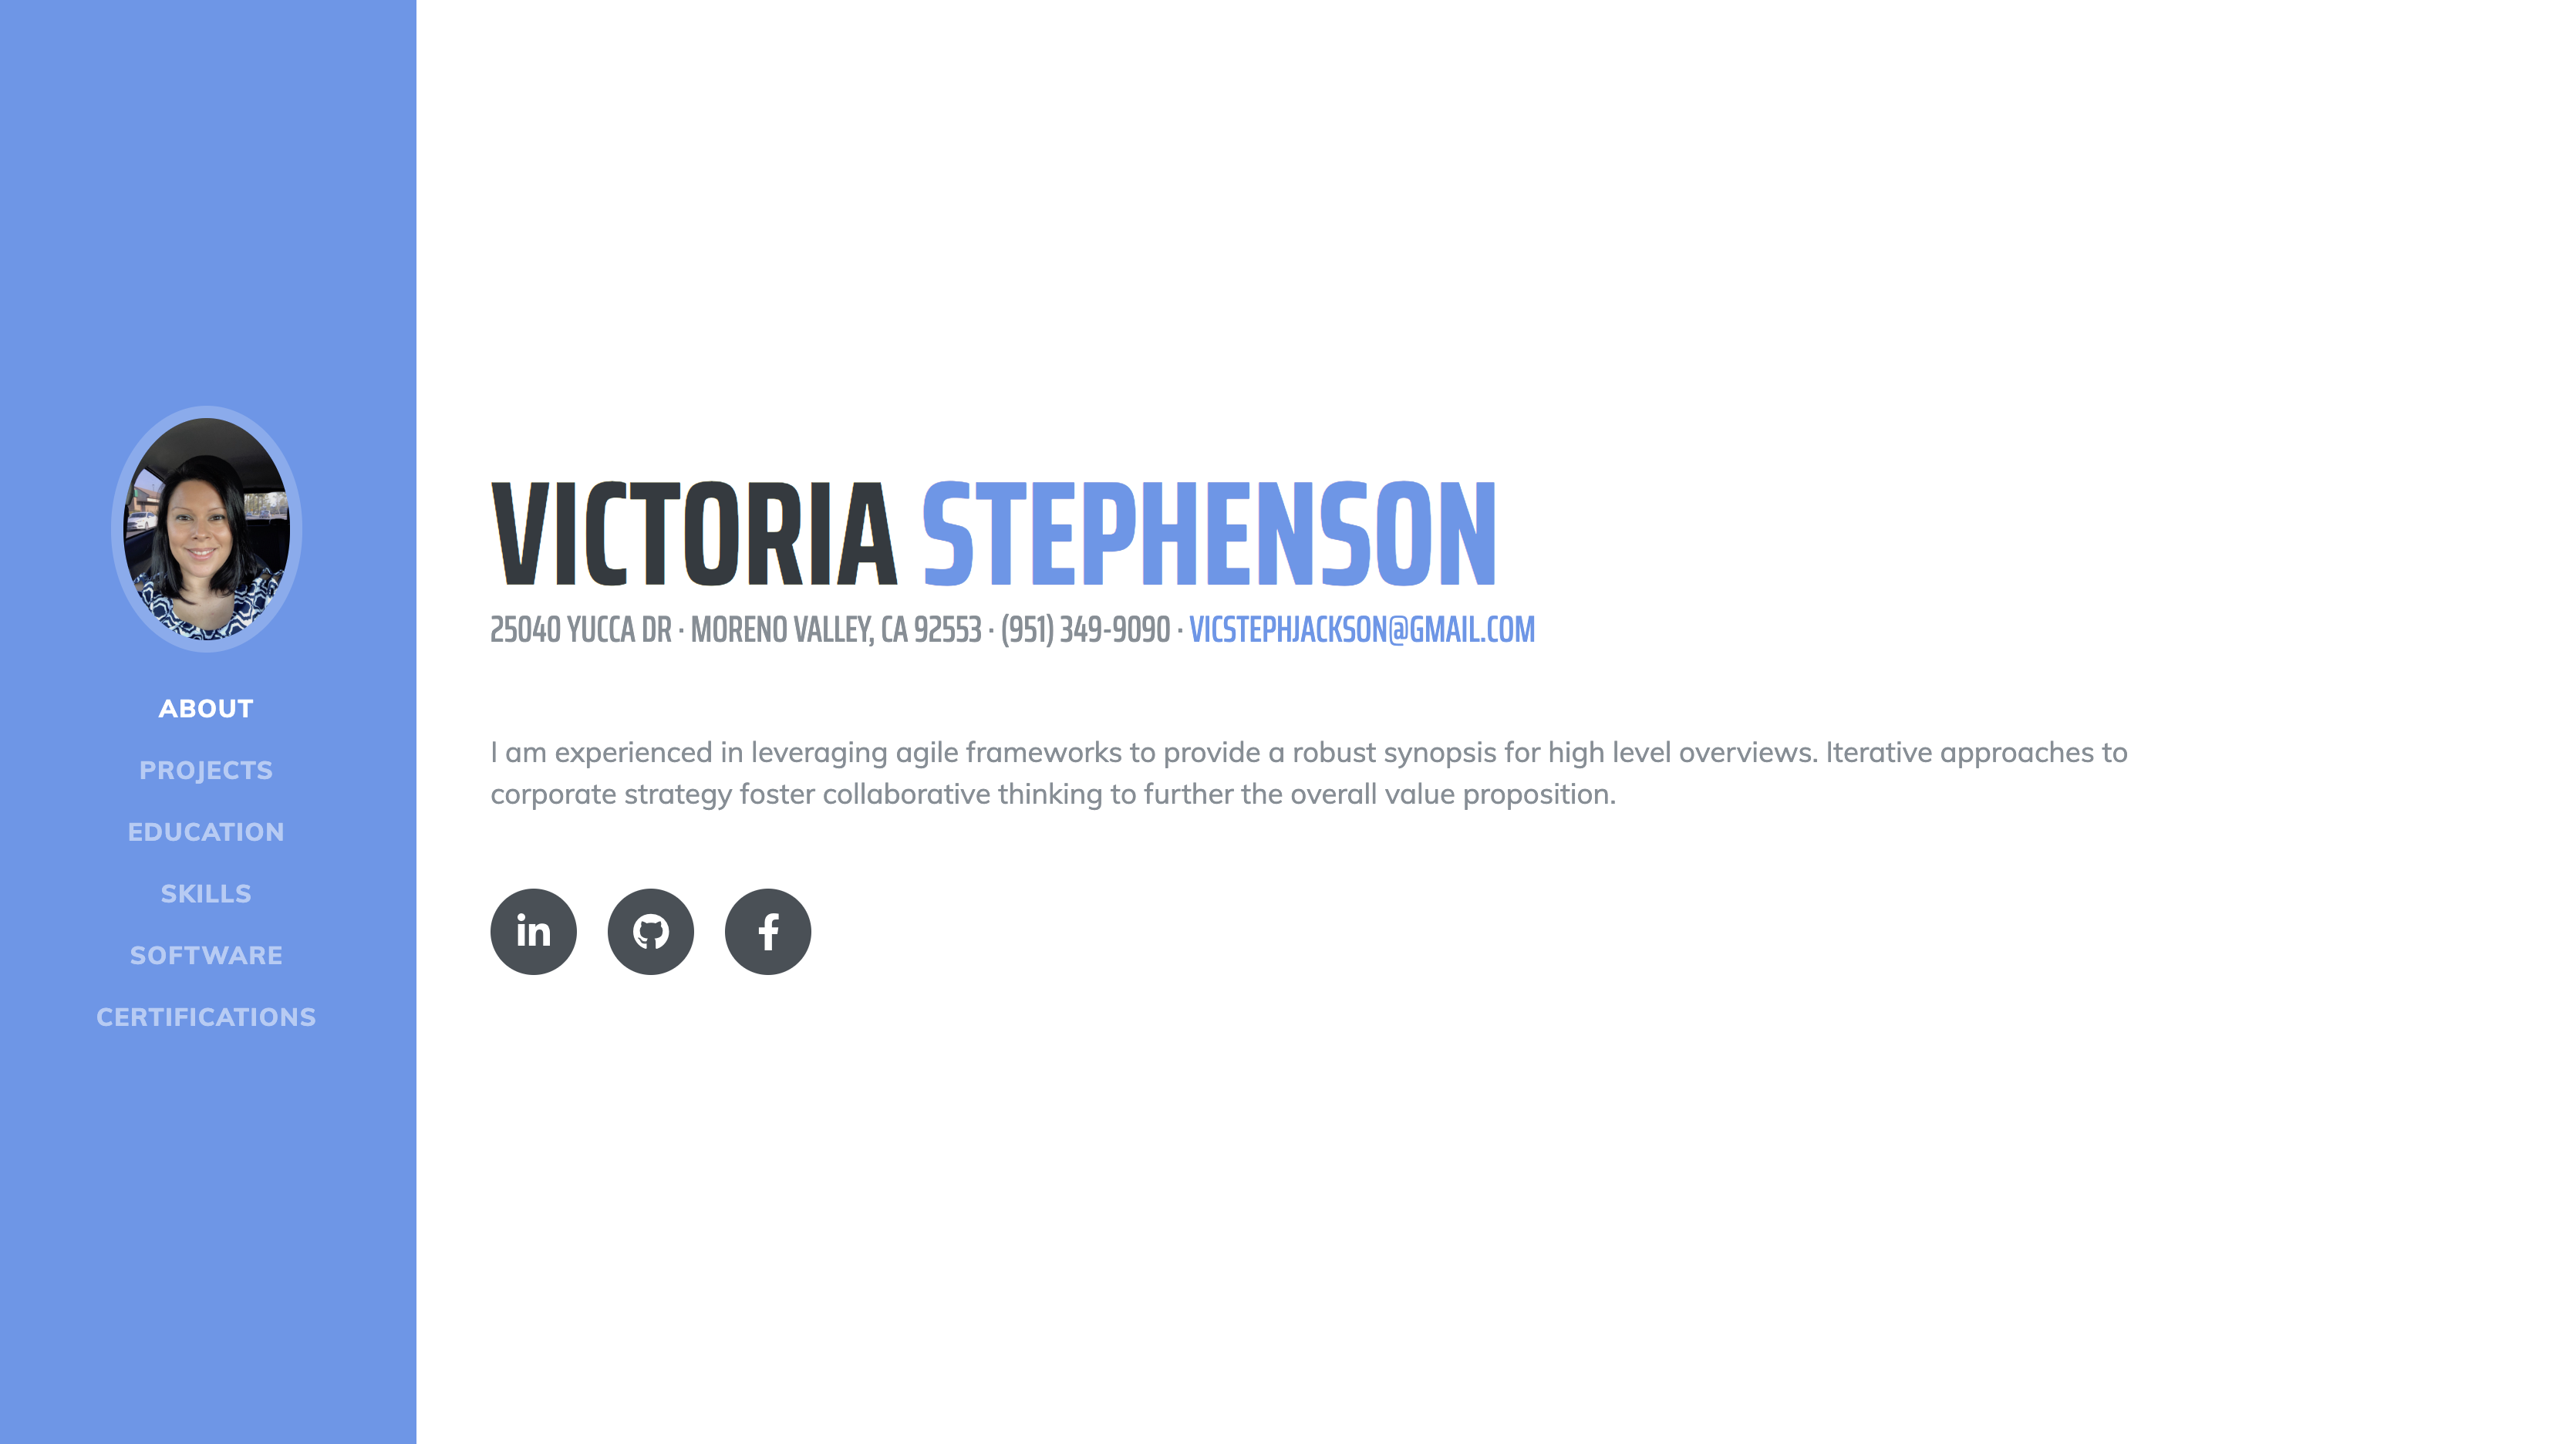 ABOUT
PROJECTS
EDUCATION
SKILLS
SOFTWARE
CERTIFICATIONS
VICTORIA STEPHENSON
25040 YUCCA DR · MORENO VALLEY, CA 92553 · (951) 349-9090 · VICSTEPHJACKSON@GMAIL.COM
I am experienced in leveraging agile frameworks to provide a robust synopsis for high level overviews. Iterative approaches to
corporate strategy foster collaborative thinking to further the overall value proposition.
in
f